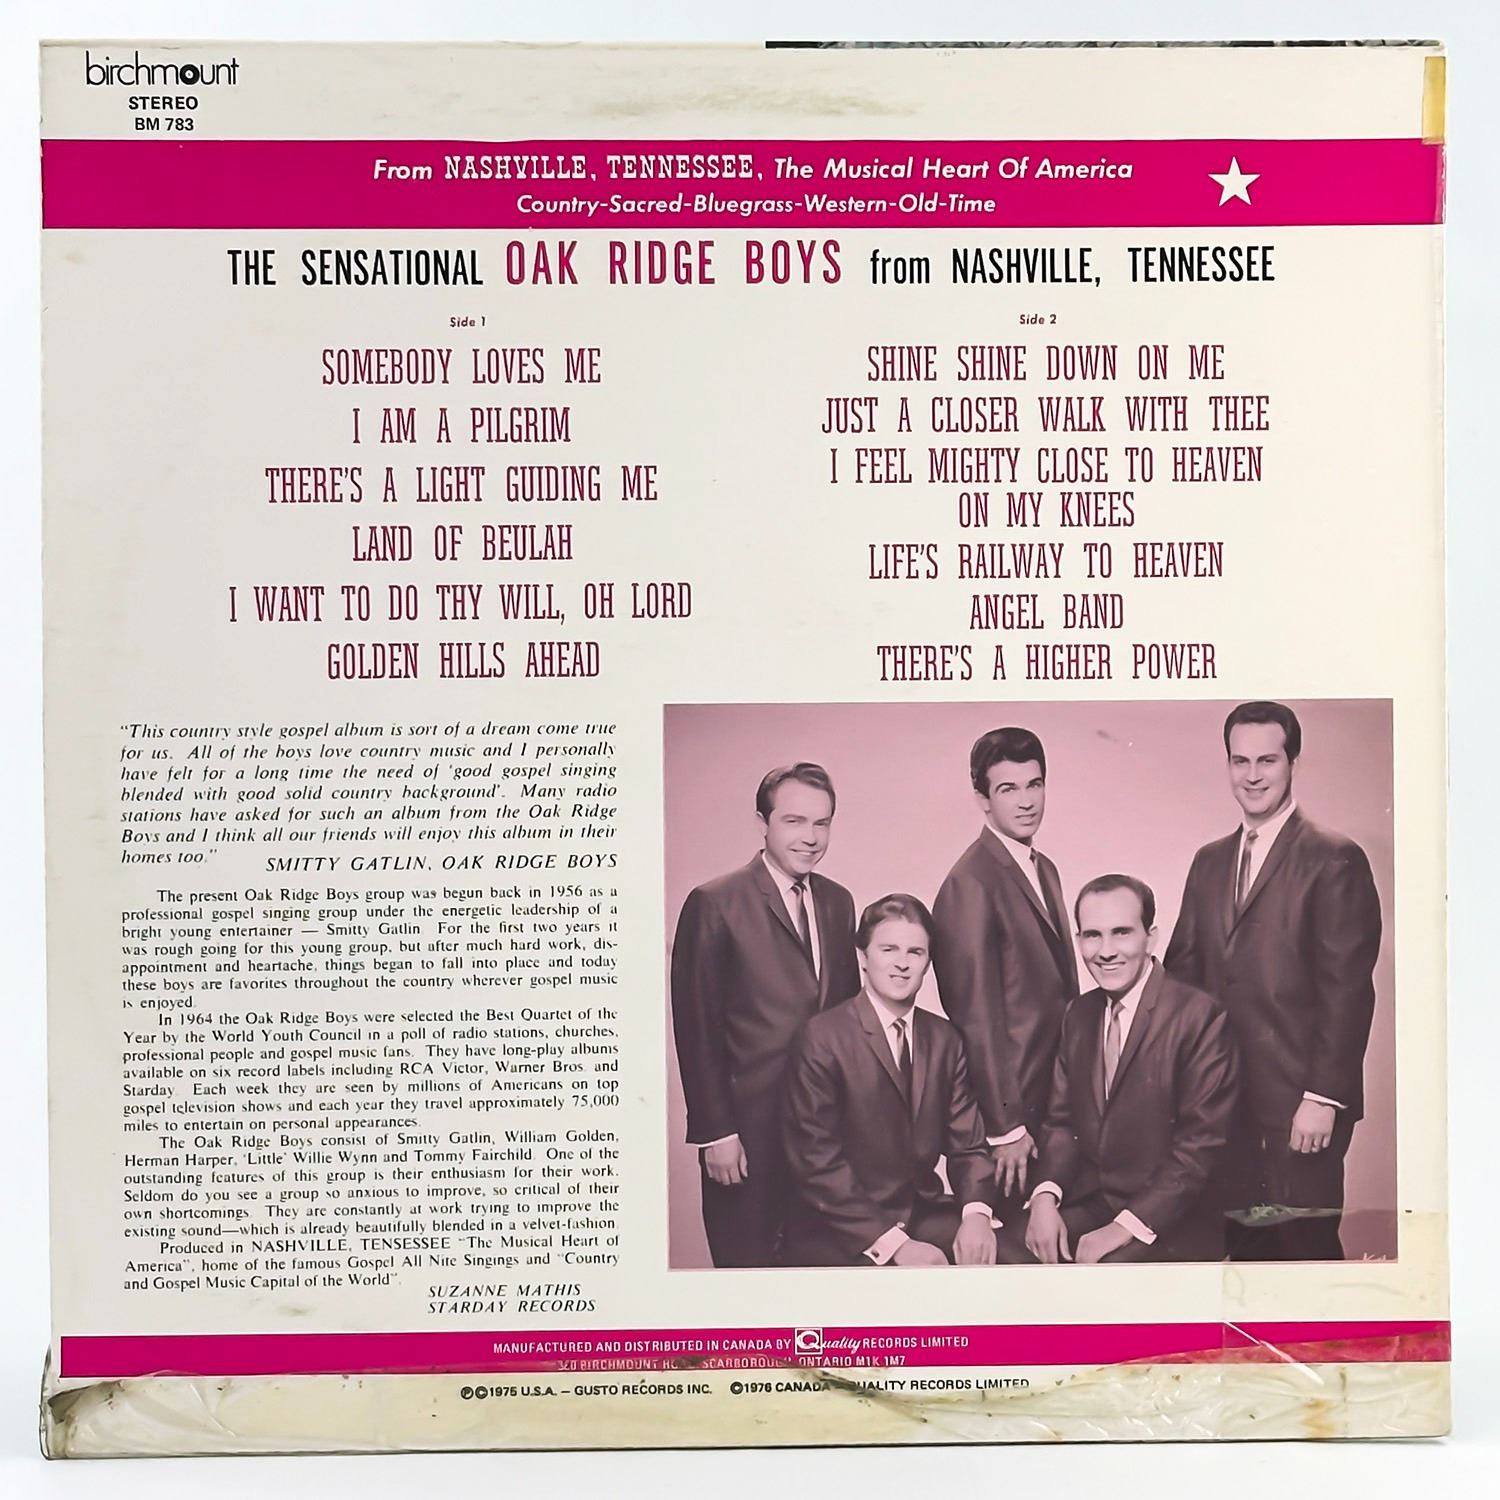 birchmount
STEREO
BM 783
From NASHVILLE, TENNESSEE, The Musical Heart Of America
Country-Sacred-Bluegrass-Western-Old-Time
THE SENSATIONAL OAK RIDGE BOYS from NASHVILLE, TENNESSEE
Side 1
SOMEBODY LOVES ME
I AM A PILGRIM
THERE'S A LIGHT GUIDING ME
LAND OF BEULAH
I WANT TO DO THY WILL, OH LORD
GOLDEN HILLS AHEAD
Side 2
SHINE SHINE DOWN ON ME
JUST A CLOSER WALK WITH THEE
I FEEL MIGHTY CLOSE TO HEAVEN
ON MY KNEES
LIFE'S RAILWAY TO HEAVEN
ANGEL BAND
THERE'S A HIGHER POWER
"This country style gospel album is sort of a dream come true
for us. All of the boys love country music and I personally
have felt for a long time the need of 'good gospel singing
blended with good solid country background'. Many radio
stations have asked for such an album from the Oak Ridge
Boys and I think all our friends will enjoy this album in their
homes too."
SMITTY GATLIN, OAK RIDGE BOYS
The present Oak Ridge Boys group was begun back in 1956 as a
professional gospel singing group under the energetic leadership of a
bright young entertainer — Smitty Gatlin. For the first two years it
was rough going for this young group, but after much hard work, dis-
appointment and heartache, things began to fall into place and today
these boys are favorites throughout the country wherever gospel music
is enjoyed.
In 1964 the Oak Ridge Boys were selected the Best Quartet of the
Year by the World Youth Council in a poll of radio stations, churches,
professional people and gospel music fans. They have long-play albums
available on six record labels including RCA Victor, Warner Bros. and
Starday. Each week they are seen by millions of Americans on top
gospel television shows and each year they travel approximately 75,000
miles to entertain on personal appearances.
The Oak Ridge Boys consist of Smitty Gatlin, William Golden,
Herman Harper, 'Little' Willie Wynn and Tommy Fairchild. One of the
outstanding features of this group is their enthusiasm for their work.
Seldom do you see a group so anxious to improve, so critical of their
own shortcomings. They are constantly at work trying to improve the
existing sound—which is already beautifully blended in a velvet-fashion.
Produced in NASHVILLE, TENSESSEE "The Musical Heart of
America", home of the famous Gospel All Nite Singings and "Country
and Gospel Music Capital of the World".
SUZANNE MATHIS
STARDAY RECORDS
MANUFACTURED AND DISTRIBUTED IN CANADA BY Quality RECORDS LIMITED
BIRCHMOUNT SCARBOROUGH ONTARIO M1K 1M7
℗©1975 U.S.A. – GUSTO RECORDS INC. ©1976 CANADA QUALITY RECORDS LIMITED